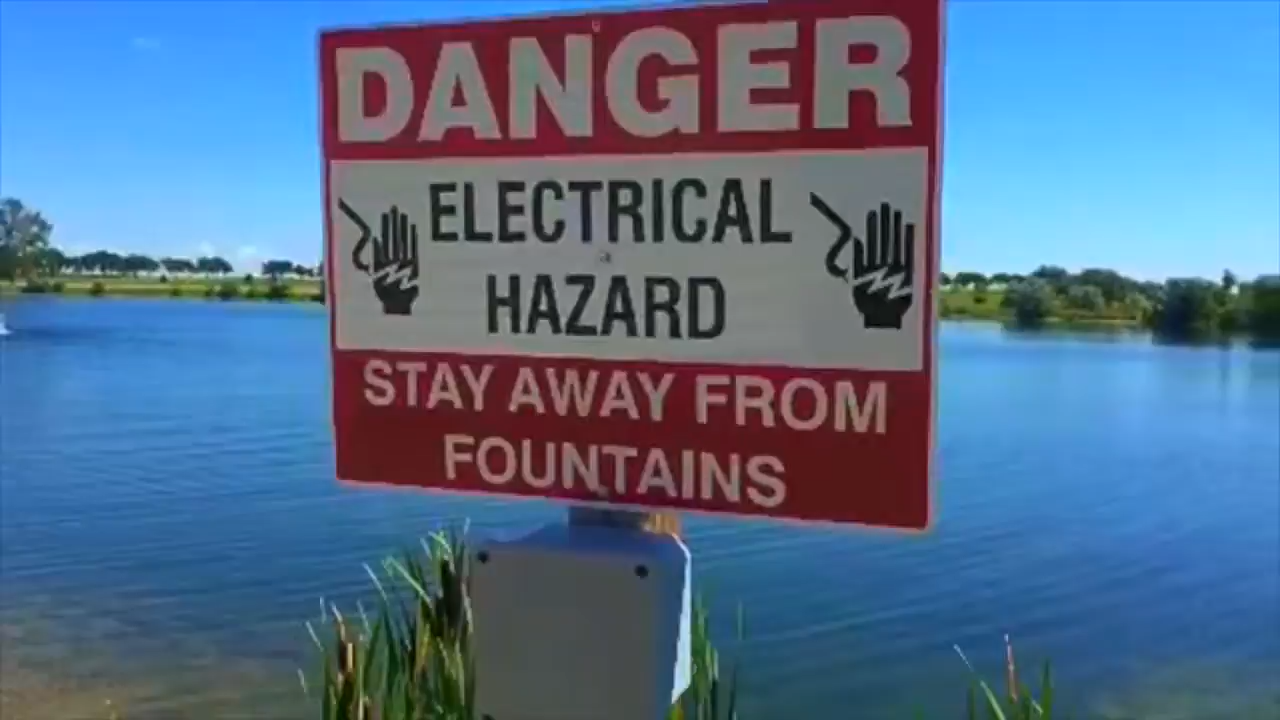 DANGER
ELECTRICAL
HAZARD
STAY AWAY FROM
FOUNTAINS